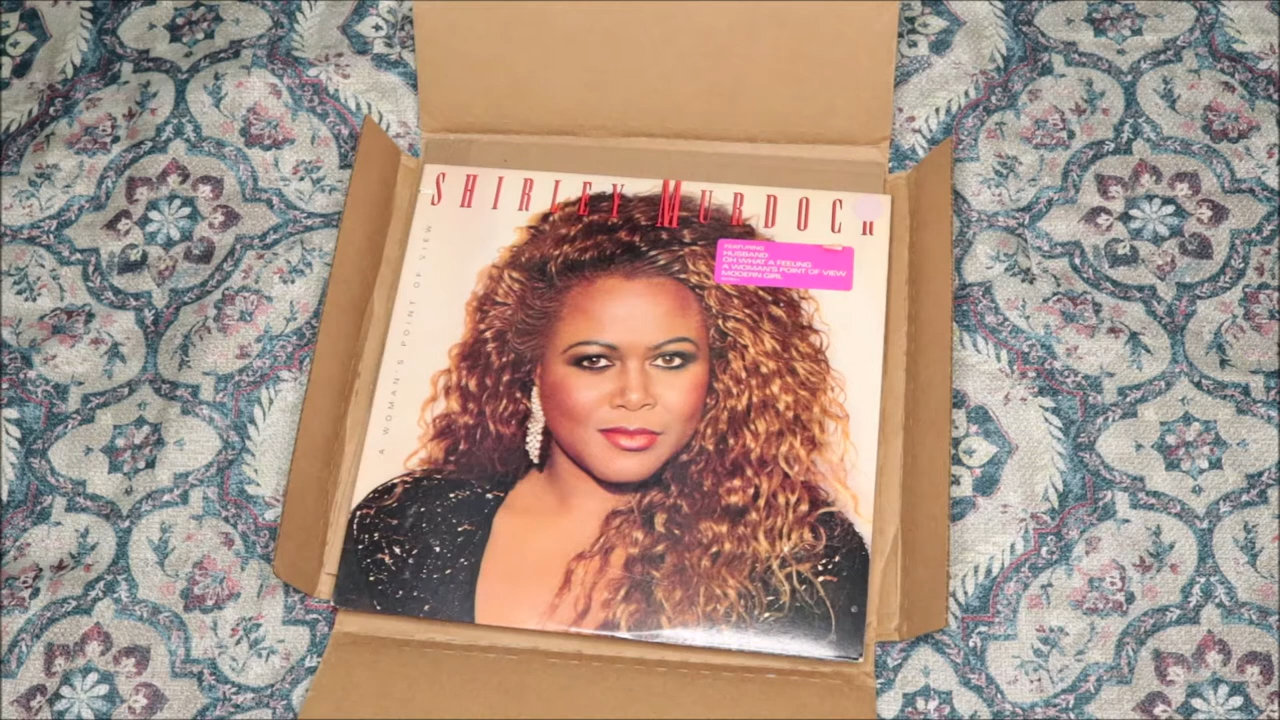 SHIRLEY MURDOCK
A WOMAN'S POINT OF VIEW
FEATURING
HUSBAND
OH WHAT A FEELING
A WOMAN'S POINT OF VIEW
MODERN GIRL